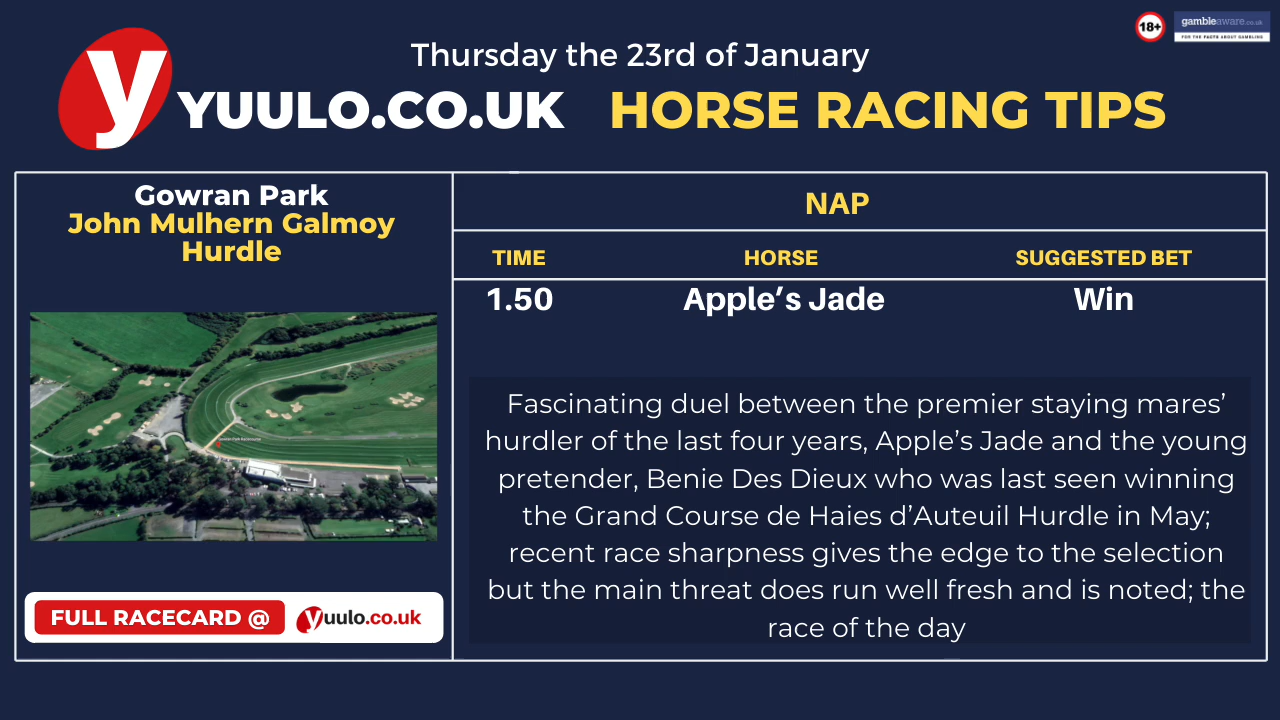 18+
gambleaware.co.uk
FOR THE FACTS ABOUT GAMBLING
Thursday the 23rd of January
y YUULO.CO.UK HORSE RACING TIPS
Gowran Park
John Mulhern Galmoy
Hurdle
FULL RACECARD @ yuulo.co.uk
NAP
TIME HORSE SUGGESTED BET
1.50 Apple’s Jade Win
Fascinating duel between the premier staying mares’
hurdler of the last four years, Apple’s Jade and the young
pretender, Benie Des Dieux who was last seen winning
the Grand Course de Haies d’Auteuil Hurdle in May;
recent race sharpness gives the edge to the selection
but the main threat does run well fresh and is noted; the
race of the day